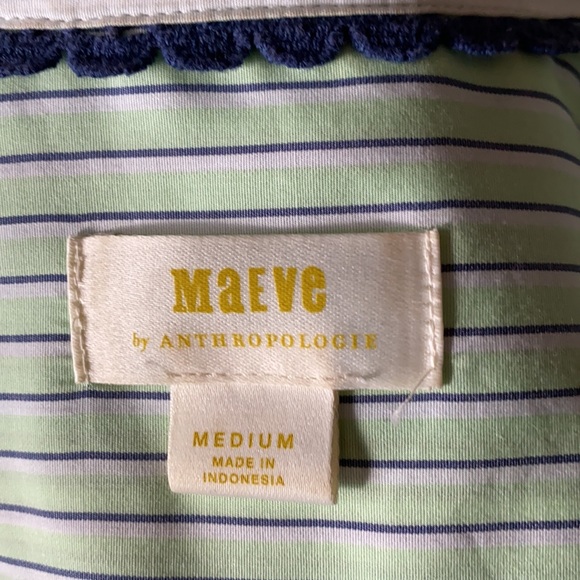 MaEVe
by ANTHROPOLOGIE
MEDIUM
MADE IN
INDONESIA